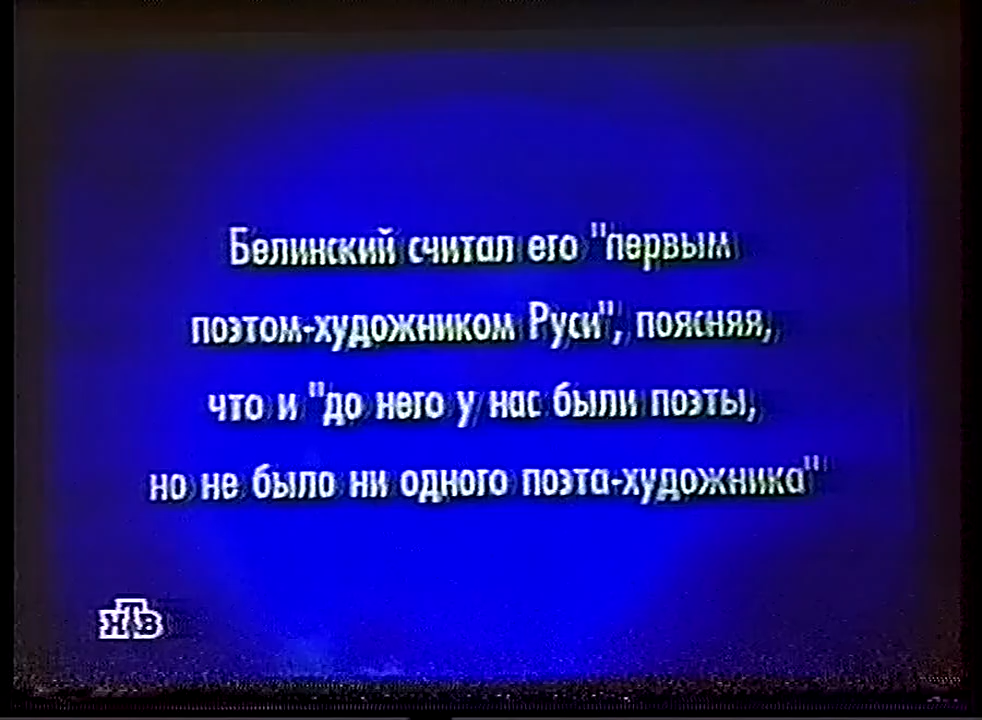 Белинский считал его "первым
поэтом-художником Руси", поясняя,
что и "до него у нас были поэты,
но не было ни одного поэта-художника"
НТВ